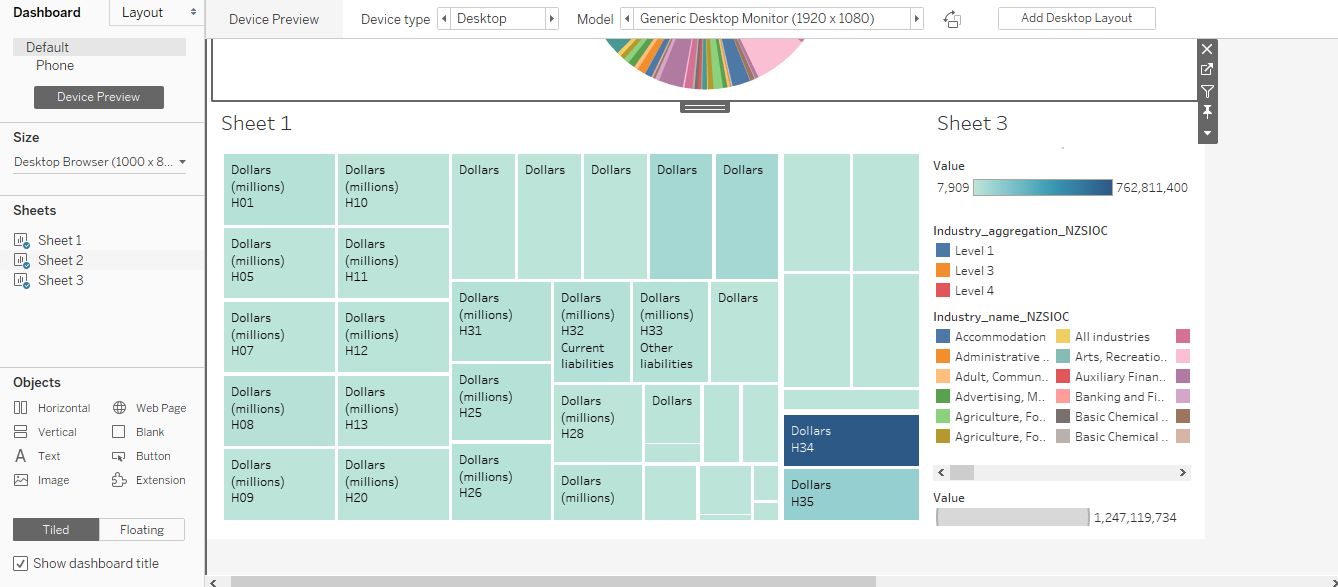 Dashboard
Layout
Device Preview
Device type
Desktop
Model
Generic Desktop Monitor (1920 x 1080)
Add Desktop Layout
Default
Phone
Device Preview
Size
Desktop Browser (1000 x 8...
Sheets
Sheet 1
Sheet 2
Sheet 3
Objects
Horizontal
Web Page
Vertical
Blank
Text
Button
Image
Extension
Tiled
Floating
Show dashboard title
Sheet 1
Dollars
(millions)
H01
Dollars
(millions)
H10
Dollars
Dollars
Dollars
Dollars
Dollars
Dollars
(millions)
H05
Dollars
(millions)
H11
Dollars
(millions)
H07
Dollars
(millions)
H12
Dollars
(millions)
H08
Dollars
(millions)
H13
Dollars
(millions)
H09
Dollars
(millions)
H20
Dollars
(millions)
H31
Dollars
(millions)
H32
Current
liabilities
Dollars
(millions)
H33
Other
liabilities
Dollars
Dollars
(millions)
H25
Dollars
(millions)
H28
Dollars
Dollars
(millions)
H26
Dollars
(millions)
Dollars
H34
Dollars
H35
Sheet 3
Value
7,909
762,811,400
Industry_aggregation_NZSIOC
Level 1
Level 3
Level 4
Industry_name_NZSIOC
Accommodation
All industries
Administrative ..
Arts, Recreatio..
Adult, Commun..
Auxiliary Finan..
Advertising, M..
Banking and Fi..
Agriculture, Fo..
Basic Chemical ..
Agriculture, Fo..
Basic Chemical ..
Value
1,247,119,734